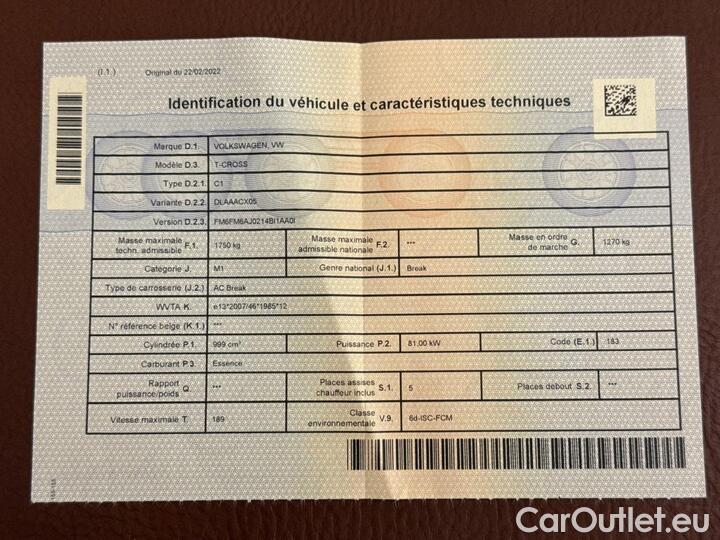 (I.1.) Original du 22/02/2022
Identification du véhicule et caractéristiques techniques
Marque D.1. VOLKSWAGEN, VW
Modèle D.3. T-CROSS
Type D.2.1. C1
Variante D.2.2. DLAAACX05
Version D.2.3. FM6FM6AJ0214BI1AA0I
Masse maximale techn. admissible F.1. 1750 kg Masse maximale admissible nationale F.2. *** Masse en ordre de marche G. 1270 kg
Catégorie J. M1 Genre national (J.1.) Break
Type de carrosserie (J.2.) AC Break
WVTA K. e13*2007/46*1985*12
N° référence belge (K.1.) ***
Cylindrée P.1. 999 cm³ Puissance P.2. 81.00 kW Code (E.1.) 183
Carburant P.3. Essence
Rapport puissance/poids Q. *** Places assises chauffeur inclus S.1. 5 Places debout S.2. ***
Vitesse maximale T. 189 Classe environnementale V.9. 6d-ISC-FCM
CarOutlet.eu